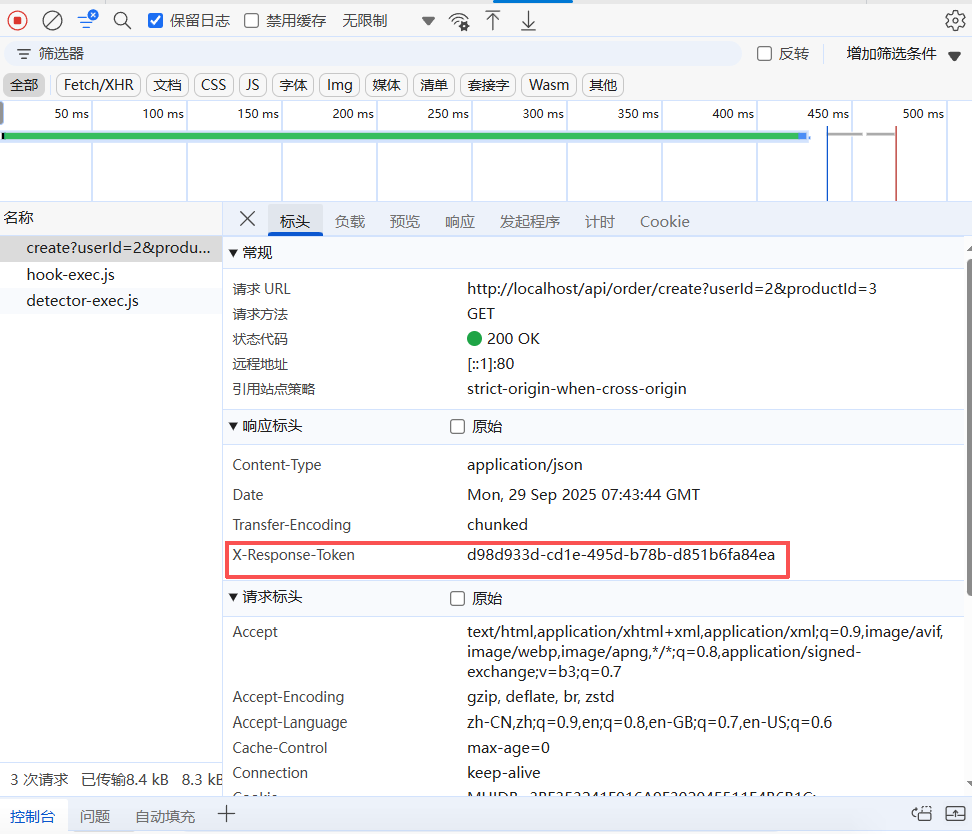 保留日志 禁用缓存 无限制
筛选器 反转 增加筛选条件
全部 Fetch/XHR 文档 CSS JS 字体 Img 媒体 清单 套接字 Wasm 其他
50 ms 100 ms 150 ms 200 ms 250 ms 300 ms 350 ms 400 ms 450 ms 500 ms
名称
create?userId=2&produ...
hook-exec.js
detector-exec.js
标头 负载 预览 响应 发起程序 计时 Cookie
常规
请求 URL http://localhost/api/order/create?userId=2&productId=3
请求方法 GET
状态代码 200 OK
远程地址 [::1]:80
引用站点策略 strict-origin-when-cross-origin
响应标头 原始
Content-Type application/json
Date Mon, 29 Sep 2025 07:43:44 GMT
Transfer-Encoding chunked
X-Response-Token d98d933d-cd1e-495d-b78b-d851b6fa84ea
请求标头 原始
Accept text/html,application/xhtml+xml,application/xml;q=0.9,image/avif,
image/webp,image/apng,*/*;q=0.8,application/signed-
exchange;v=b3;q=0.7
Accept-Encoding gzip, deflate, br, zstd
Accept-Language zh-CN,zh;q=0.9,en;q=0.8,en-GB;q=0.7,en-US;q=0.6
Cache-Control max-age=0
Connection keep-alive
3 次请求 已传输8.4 kB 8.3 kB
控制台 问题 自动填充